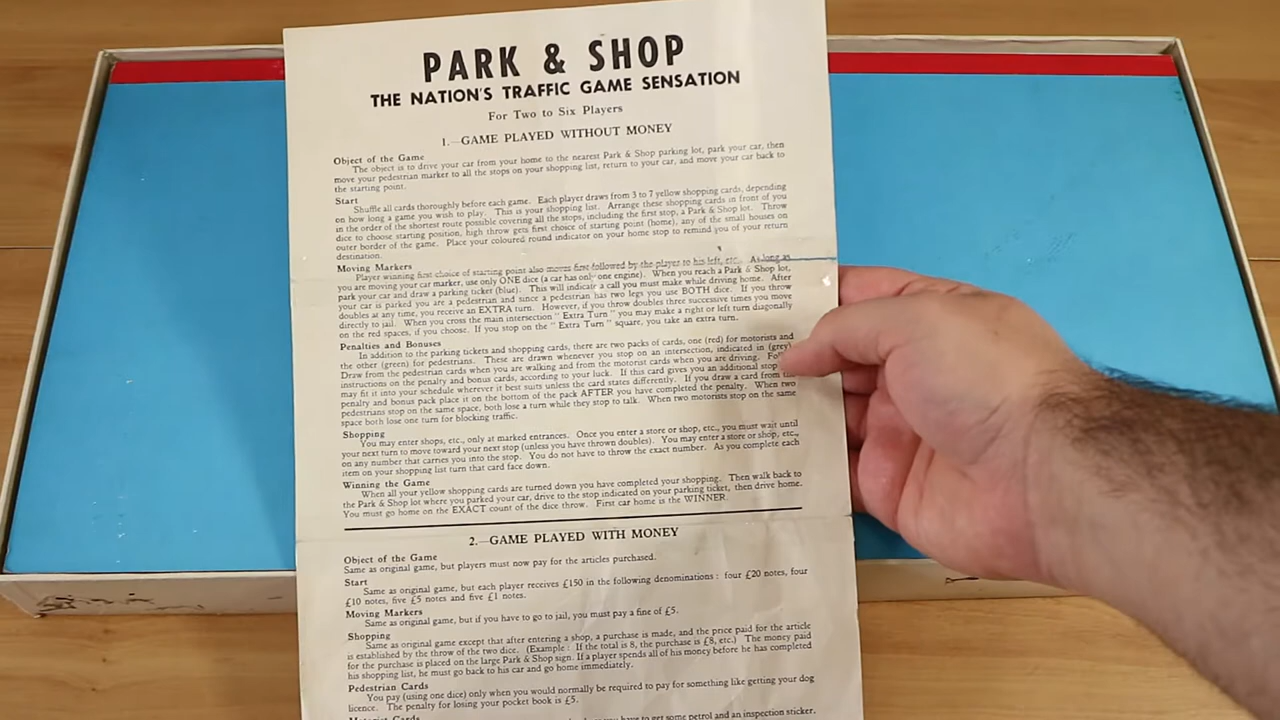 PARK & SHOP
THE NATION'S TRAFFIC GAME SENSATION
For Two to Six Players
1.—GAME PLAYED WITHOUT MONEY
Object of the Game
The object is to drive your car from your home to the nearest Park & Shop parking lot, park your car, then
move your pedestrian marker to all the stops on your shopping list, return to your car, and move your car back to
the starting point.
Start
Shuffle all cards thoroughly before each game. Each player draws from 3 to 7 yellow shopping cards, depending
on how long a game you wish to play. This is your shopping list. Arrange these shopping cards in front of you
in the order of the shortest route possible covering all the stops, including the first stop, a Park & Shop lot. Throw
dice to choose starting position, high throw gets first choice of starting point (home), any of the small houses on
outer border of the game. Place your coloured round indicator on your home stop to remind you of your return
destination.
Moving Markers
Player winning first choice of starting point also moves first followed by the player to his left, etc. As long as
you are moving your car marker, use only ONE dice (a car has only one engine). When you reach a Park & Shop lot,
park your car and draw a parking ticket (blue). This will indicate a call you must make while driving home. After
your car is parked you are a pedestrian and since a pedestrian has two legs you use BOTH dice. If you throw
doubles at any time, you receive an EXTRA turn. However, if you throw doubles three successive times you move
directly to jail. When you cross the main intersection " Extra Turn " you may make a right or left turn diagonally
on the red spaces, if you choose. If you stop on the " Extra Turn " square, you take an extra turn.
Penalties and Bonuses
In addition to the parking tickets and shopping cards, there are two packs of cards, one (red) for motorists and
the other (green) for pedestrians. These are drawn whenever you stop on an intersection, indicated in (grey)
Draw from the pedestrian cards when you are walking and from the motorist cards when you are driving.
instructions on the penalty and bonus cards, according to your luck. If this card gives you an additional stop
may fit it into your schedule wherever it best suits unless the card states differently. If you draw a card from
penalty and bonus pack place it on the bottom of the pack AFTER you have completed the penalty. When two
pedestrians stop on the same space, both lose a turn while they stop to talk. When two motorists stop on the same
space both lose one turn for blocking traffic.
Shopping
You may enter shops, etc., only at marked entrances. Once you enter a store or shop, etc., you must wait until
your next turn to move toward your next stop (unless you have thrown doubles). You may enter a store or shop, etc.,
on any number that carries you into the stop. You do not have to throw the exact number. As you complete each
item on your shopping list turn that card face down.
Winning the Game
When all your yellow shopping cards are turned down you have completed your shopping. Then walk back to
the Park & Shop lot where you parked your car, drive to the stop indicated on your parking ticket, then drive home.
You must go home on the EXACT count of the dice throw. First car home is the WINNER.
2.—GAME PLAYED WITH MONEY
Object of the Game
Same as original game, but players must now pay for the articles purchased.
Start
Same as original game, but each player receives £150 in the following denominations : four £20 notes, four
£10 notes, five £5 notes and five £1 notes.
Moving Markers
Same as original game, but if you have to go to jail, you must pay a fine of £5.
Shopping
Same as original game except that after entering a shop, a purchase is made, and the price paid for the article
is established by the throw of the two dice. (Example : If the total is 8, the purchase is £8, etc.) The money paid
for the purchase is placed on the large Park & Shop sign. If a player spends all of his money before he has completed
his shopping list, he must go back to his car and go home immediately.
Pedestrian Cards
You pay (using one dice) only when you would normally be required to pay for something like getting your dog
licence. The penalty for losing your pocket book is £5.
Motorist Cards
have to get some petrol and an inspection sticker,